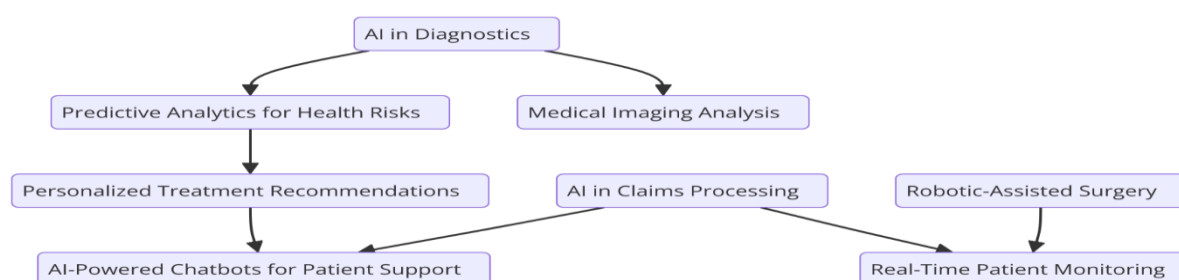 AI in Diagnostics
Predictive Analytics for Health Risks
Medical Imaging Analysis
Personalized Treatment Recommendations
AI in Claims Processing
Robotic-Assisted Surgery
AI-Powered Chatbots for Patient Support
Real-Time Patient Monitoring